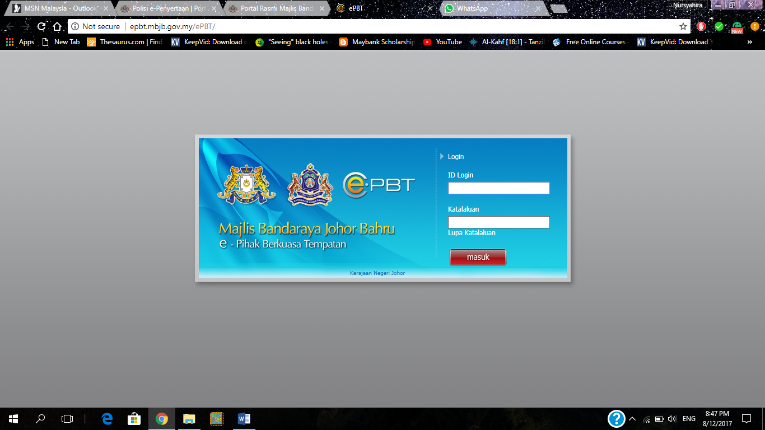 Nursyahira
MSN Malaysia - Outlook
Polisi e-Penyertaan | Por
Portal Rasmi Majlis Band
ePBT
WhatsApp
Not secure | epbt.mbjb.gov.my/ePBT/
Apps
New Tab
Thesaurus.com | Find
KeepVid: Download
"Seeing" black holes
Maybank Scholarship
YouTube
Al-Kahf [18:1] - Tanzi
Free Online Courses
KeepVid: Download
»
NEW
e-PBT
Majlis Bandaraya Johor Bahru
e - Pihak Berkuasa Tempatan
Login
ID Login
Katalaluan
Lupa Katalaluan
masuk
Kerajaan Negeri Johor
ENG
8:47 PM
8/12/2017